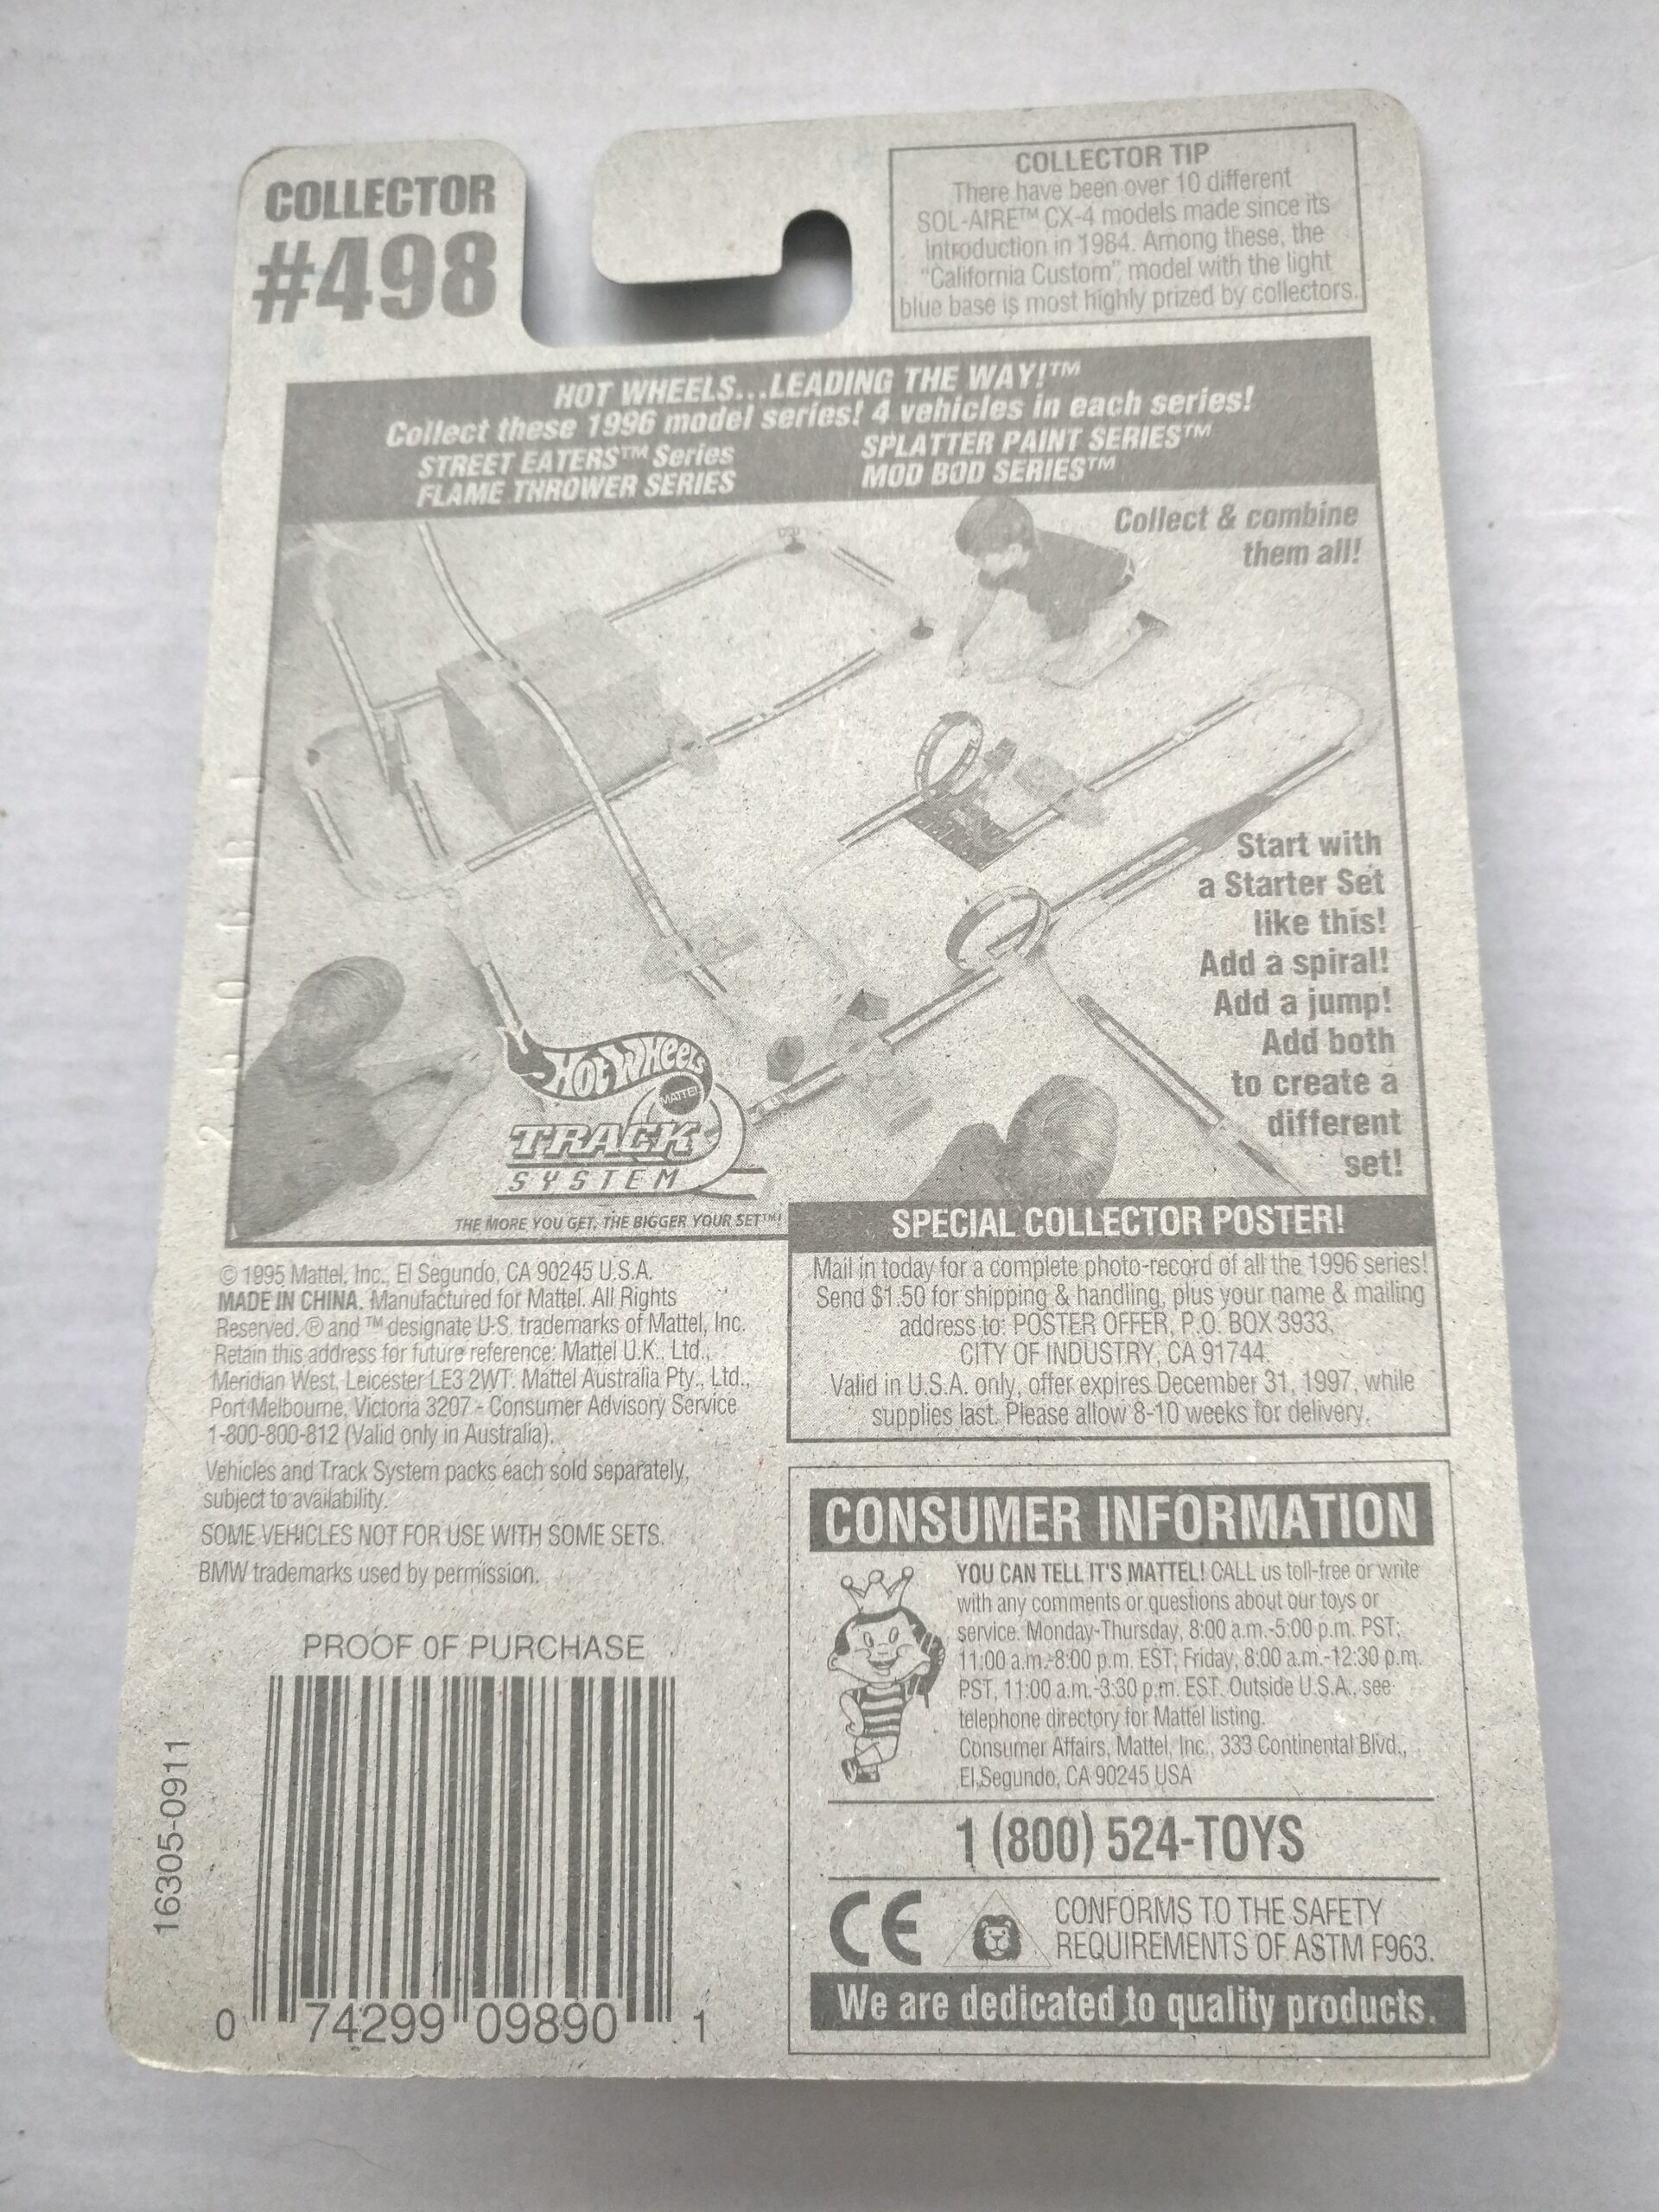 COLLECTOR
#498
COLLECTOR TIP
There have been over 10 different
SOL-AIRE™ CX-4 models made since its
introduction in 1984. Among these, the
"California Custom" model with the light
blue base is most highly prized by collectors.
HOT WHEELS...LEADING THE WAY!™
Collect these 1996 model series! 4 vehicles in each series!
STREET EATERS™ Series
FLAME THROWER SERIES
SPLATTER PAINT SERIES™
MOD BOD SERIES™
Collect & combine
them all!
Start with
a Starter Set
like this!
Add a spiral!
Add a jump!
Add both
to create a
different
set!
HOT WHEELS
MATTEL
TRACK
SYSTEM
THE MORE YOU GET, THE BIGGER YOUR SET™!
SPECIAL COLLECTOR POSTER!
Mail in today for a complete photo-record of all the 1996 series!
Send $1.50 for shipping & handling, plus your name & mailing
address to: POSTER OFFER, P.O. BOX 3933,
CITY OF INDUSTRY, CA 91744.
Valid in U.S.A. only, offer expires December 31, 1997, while
supplies last. Please allow 8-10 weeks for delivery.
© 1995 Mattel, Inc., El Segundo, CA 90245 U.S.A.
MADE IN CHINA. Manufactured for Mattel. All Rights
Reserved. ® and ™ designate U.S. trademarks of Mattel, Inc.
Retain this address for future reference: Mattel U.K., Ltd.,
Meridian West, Leicester LE3 2WT. Mattel Australia Pty., Ltd.,
Port Melbourne, Victoria 3207 - Consumer Advisory Service
1-800-800-812 (Valid only in Australia).
Vehicles and Track System packs each sold separately,
subject to availability.
SOME VEHICLES NOT FOR USE WITH SOME SETS.
BMW trademarks used by permission.
PROOF OF PURCHASE
16305-0911
0 74299 09890 1
CONSUMER INFORMATION
YOU CAN TELL IT'S MATTEL! CALL us toll-free or write
with any comments or questions about our toys or
service. Monday-Thursday, 8:00 a.m.-5:00 p.m. PST;
11:00 a.m.-8:00 p.m. EST; Friday, 8:00 a.m.-12:30 p.m.
PST, 11:00 a.m.-3:30 p.m. EST. Outside U.S.A., see
telephone directory for Mattel listing.
Consumer Affairs, Mattel, Inc., 333 Continental Blvd.,
El Segundo, CA 90245 USA
1 (800) 524-TOYS
CE
CONFORMS TO THE SAFETY
REQUIREMENTS OF ASTM F963.
We are dedicated to quality products.